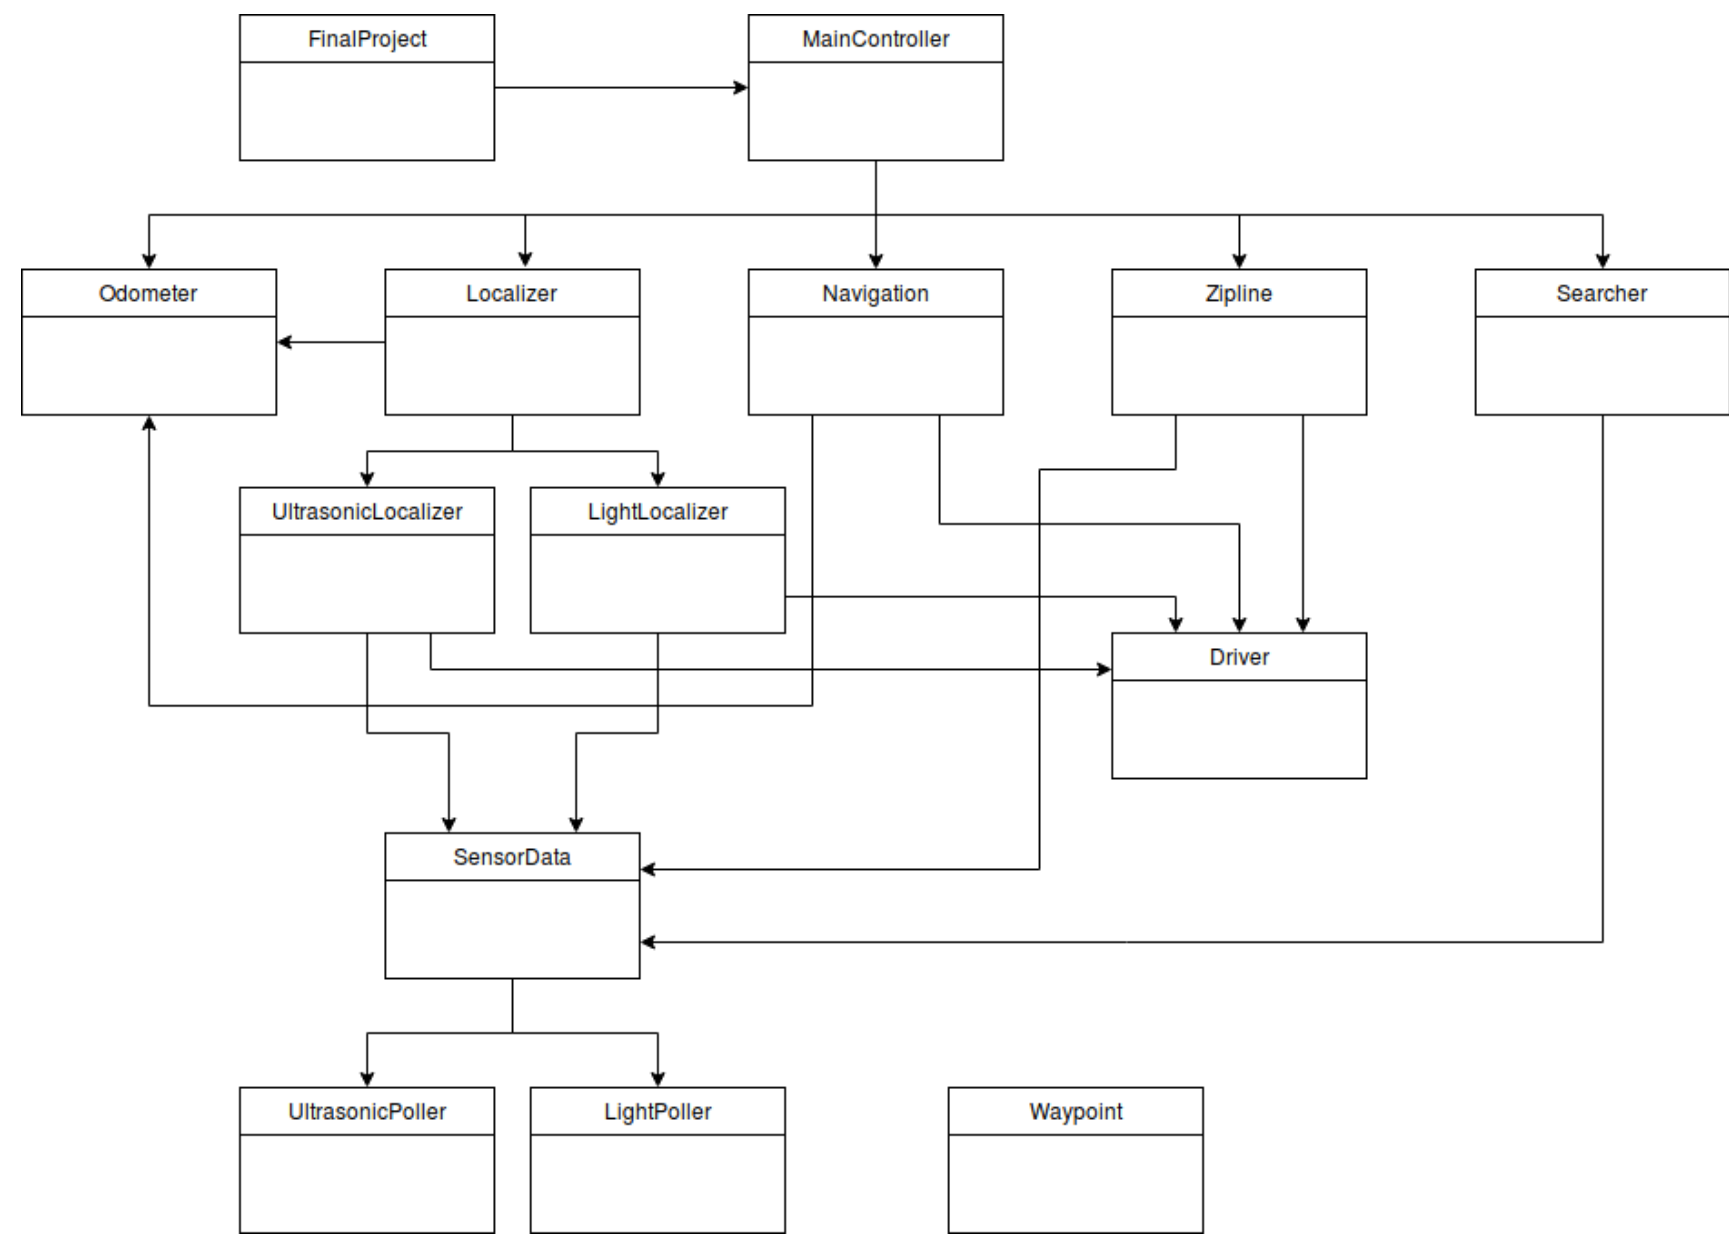 FinalProject
MainController
Odometer
Localizer
Navigation
Zipline
Searcher
UltrasonicLocalizer
LightLocalizer
Driver
SensorData
UltrasonicPoller
LightPoller
Waypoint